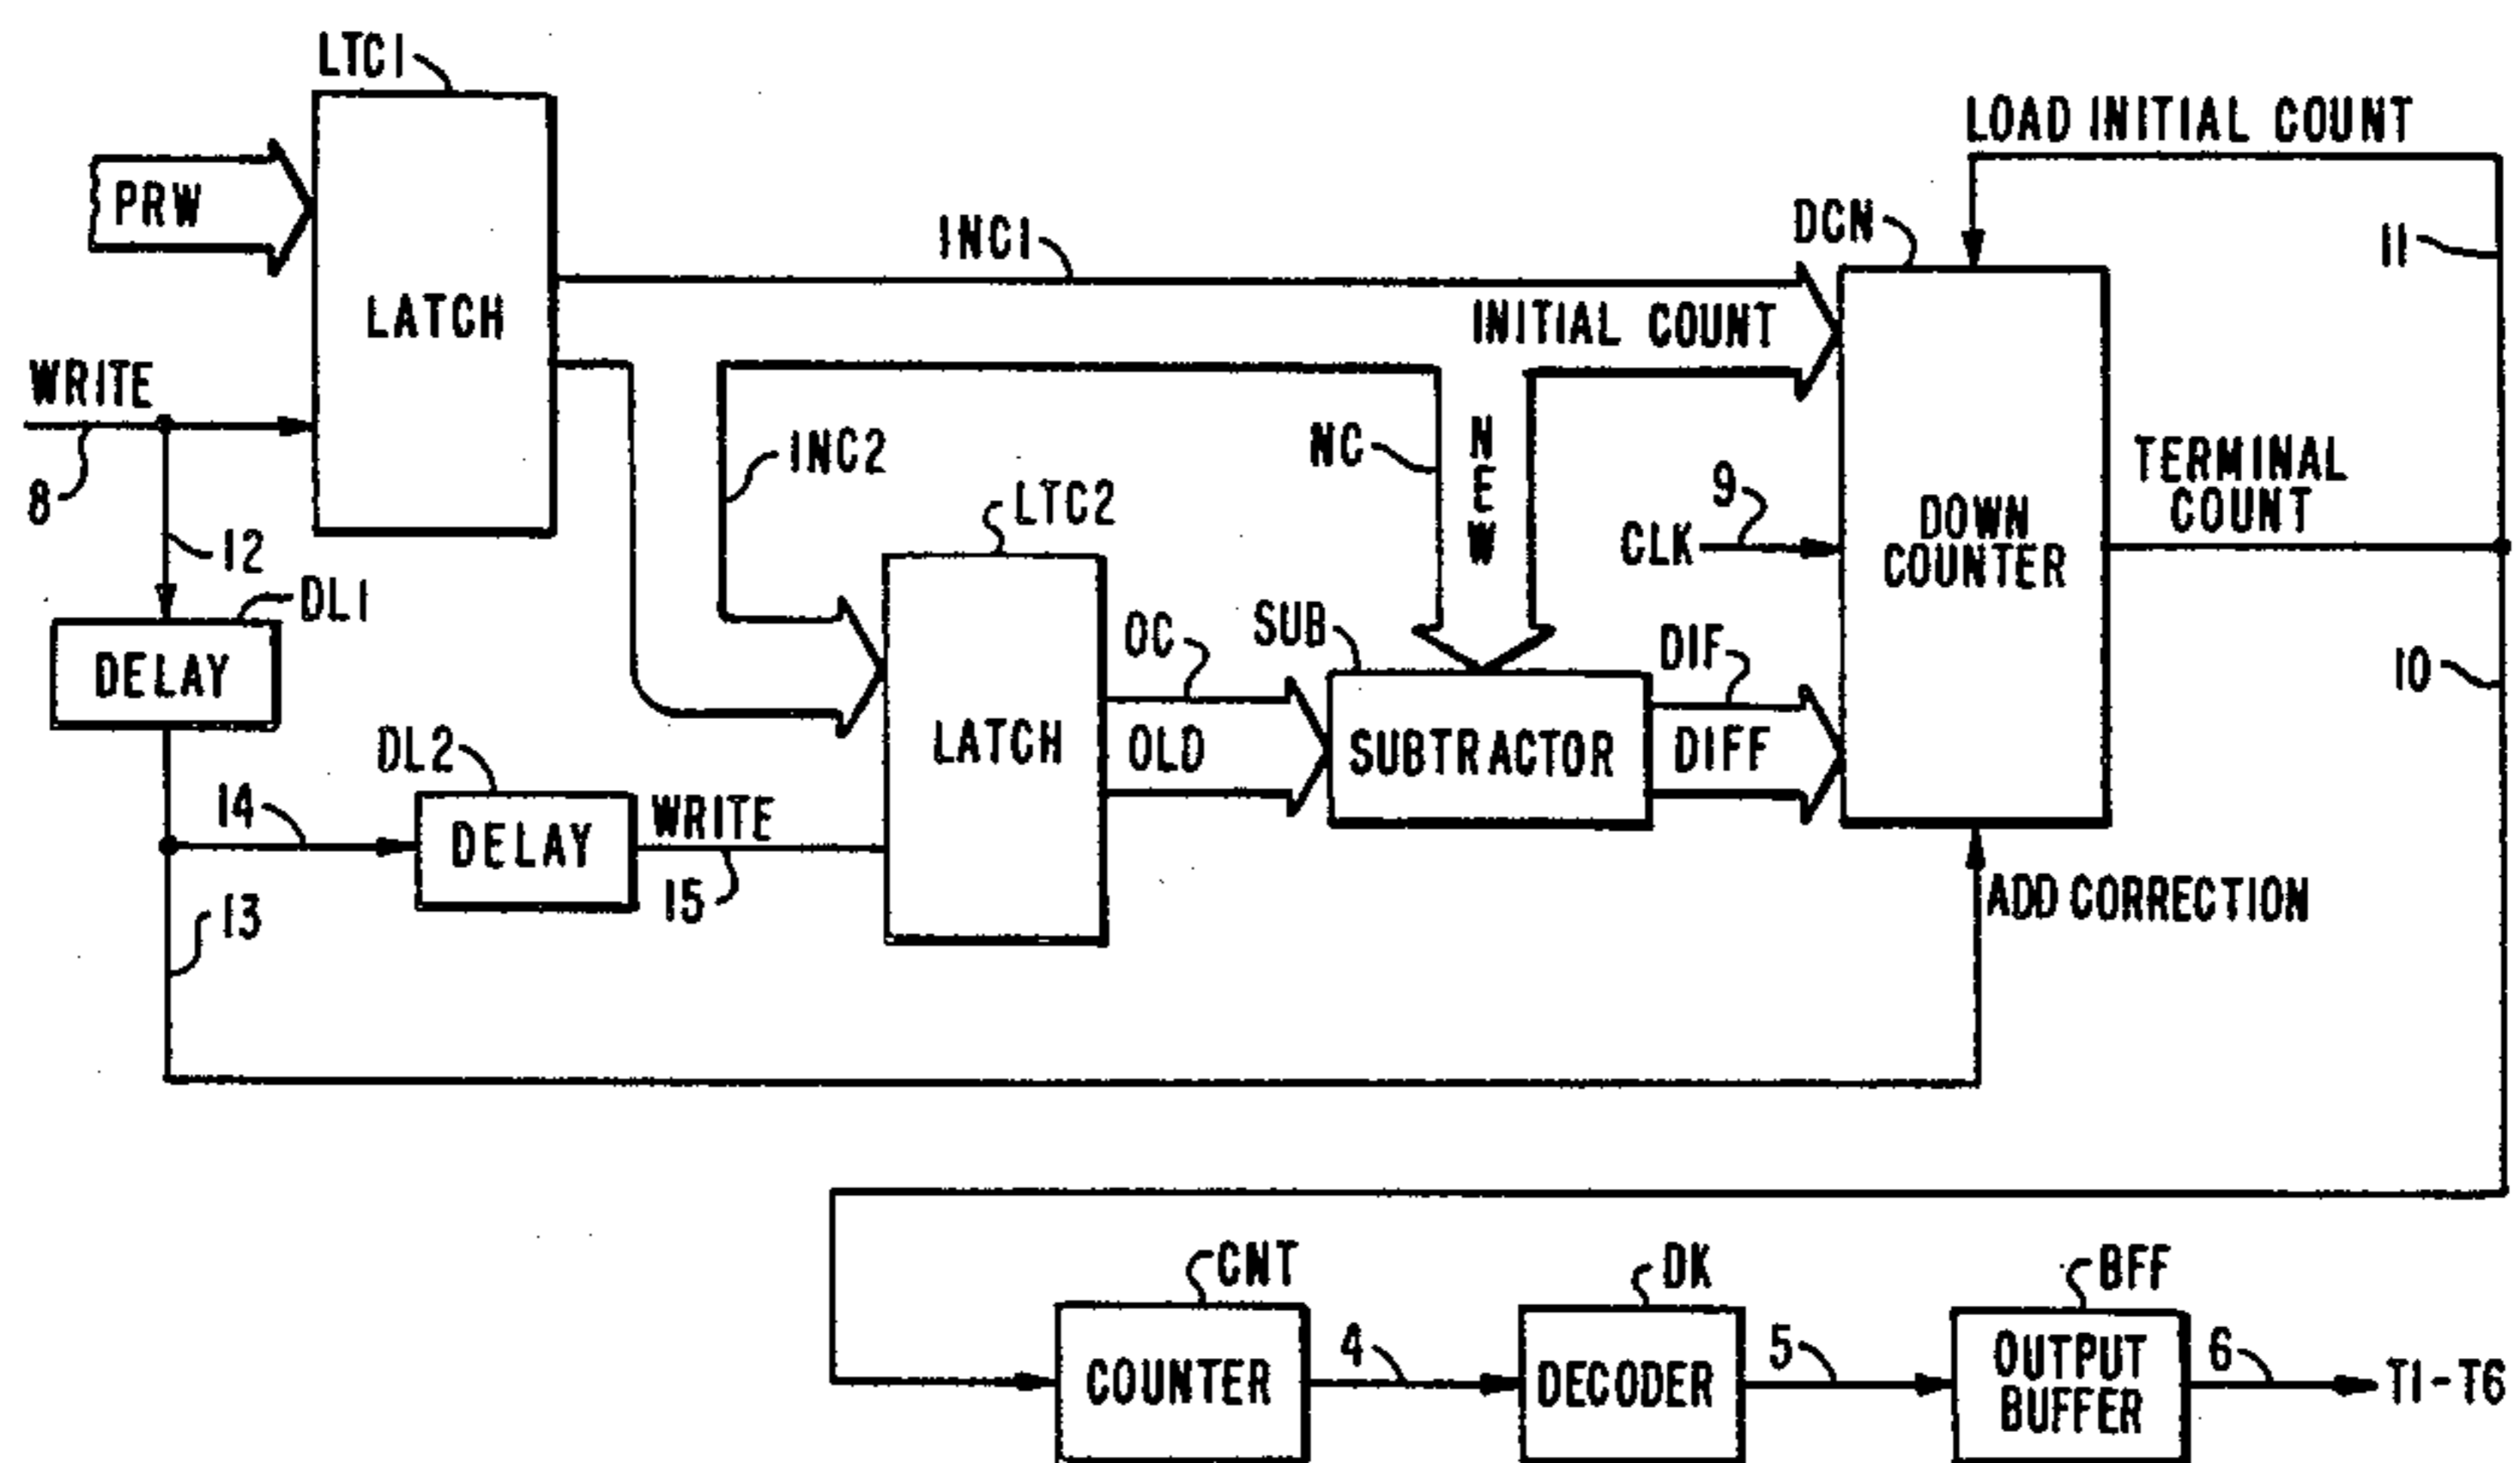 LTC1
LOAD INITIAL COUNT
PRW
INC1
DCN
11
LATCH
INITIAL COUNT
WRITE
8
INC2
NC
NEW
9
TERMINAL
COUNT
12
LTC2
CLK
DOWN
COUNTER
DL1
OC
SUB
DIF
10
DELAY
DL2
LATCH
OLD
SUBTRACTOR
DIFF
14
DELAY
WRITE
15
13
ADD CORRECTION
CNT
DK
BFF
COUNTER
4
DECODER
5
OUTPUT
BUFFER
6
T1-T6